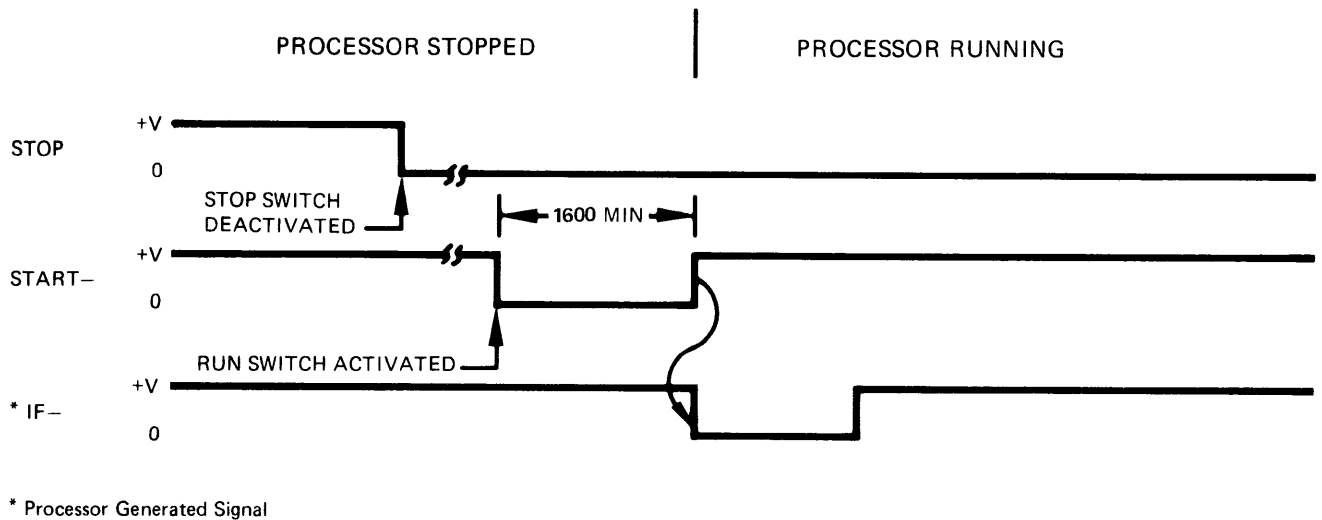 PROCESSOR STOPPED
PROCESSOR RUNNING
STOP
+V
0
STOP SWITCH
DEACTIVATED
1600 MIN
START–
+V
0
RUN SWITCH ACTIVATED
* IF–
+V
0
* Processor Generated Signal